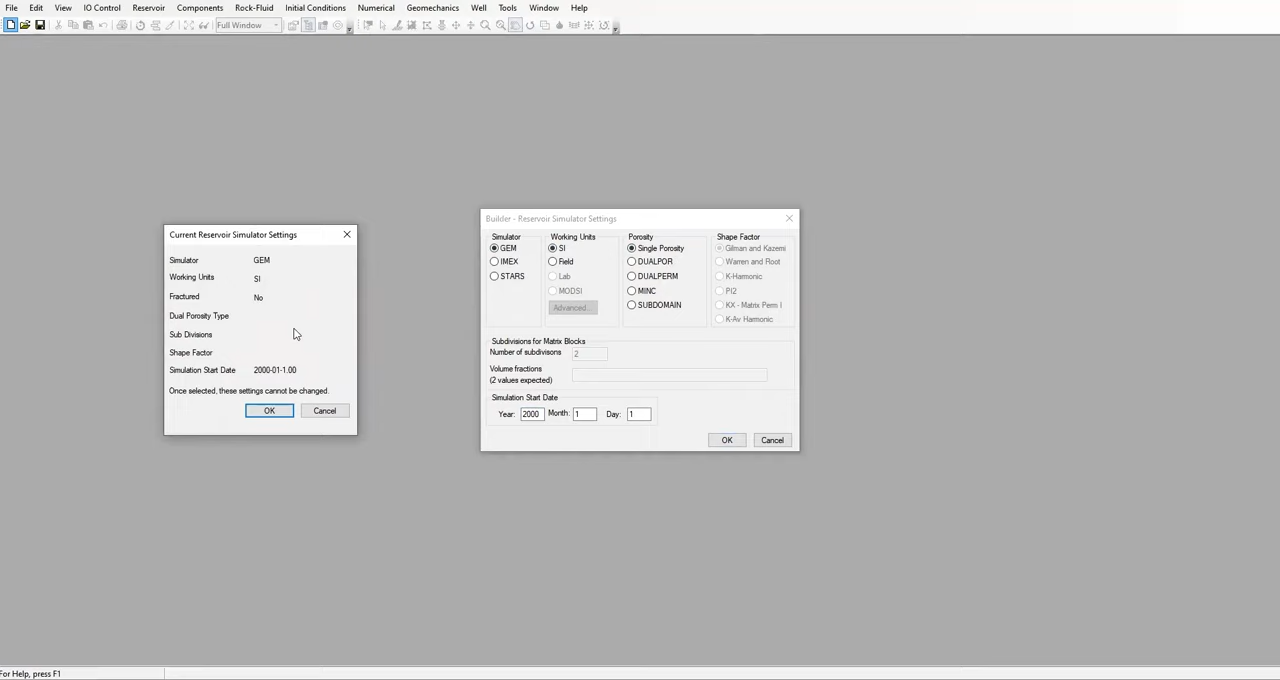 File Edit View IO Control Reservoir Components Rock-Fluid Initial Conditions Numerical Geomechanics Well Tools Window Help
Full Window
Current Reservoir Simulator Settings
Simulator GEM
Working Units SI
Fractured No
Dual Porosity Type
Sub Divisions
Shape Factor
Simulation Start Date 2000-01-1.00
Once selected, these settings cannot be changed.
OK Cancel
Builder - Reservoir Simulator Settings
Simulator Working Units Porosity Shape Factor
GEM SI Single Porosity Gilman and Kazemi
IMEX Field DUALPOR Warren and Root
STARS Lab DUALPERM K-Harmonic
MODSI MINC PI2
Advanced... SUBDOMAIN KX - Matrix Perm I
K-Av Harmonic
Subdivisions for Matrix Blocks
Number of subdivisons 2
Volume fractions
(2 values expected)
Simulation Start Date
Year: 2000 Month: 1 Day: 1
OK Cancel
For Help, press F1